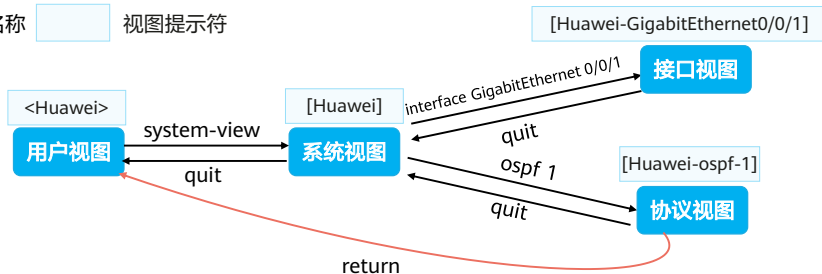 称
视图提示符
[Huawei-GigabitEthernet0/0/1]
接口视图
interface GigabitEthernet 0/0/1
<Huawei>
[Huawei]
用户视图
system-view
系统视图
quit
quit
ospf 1
[Huawei-ospf-1]
quit
协议视图
return